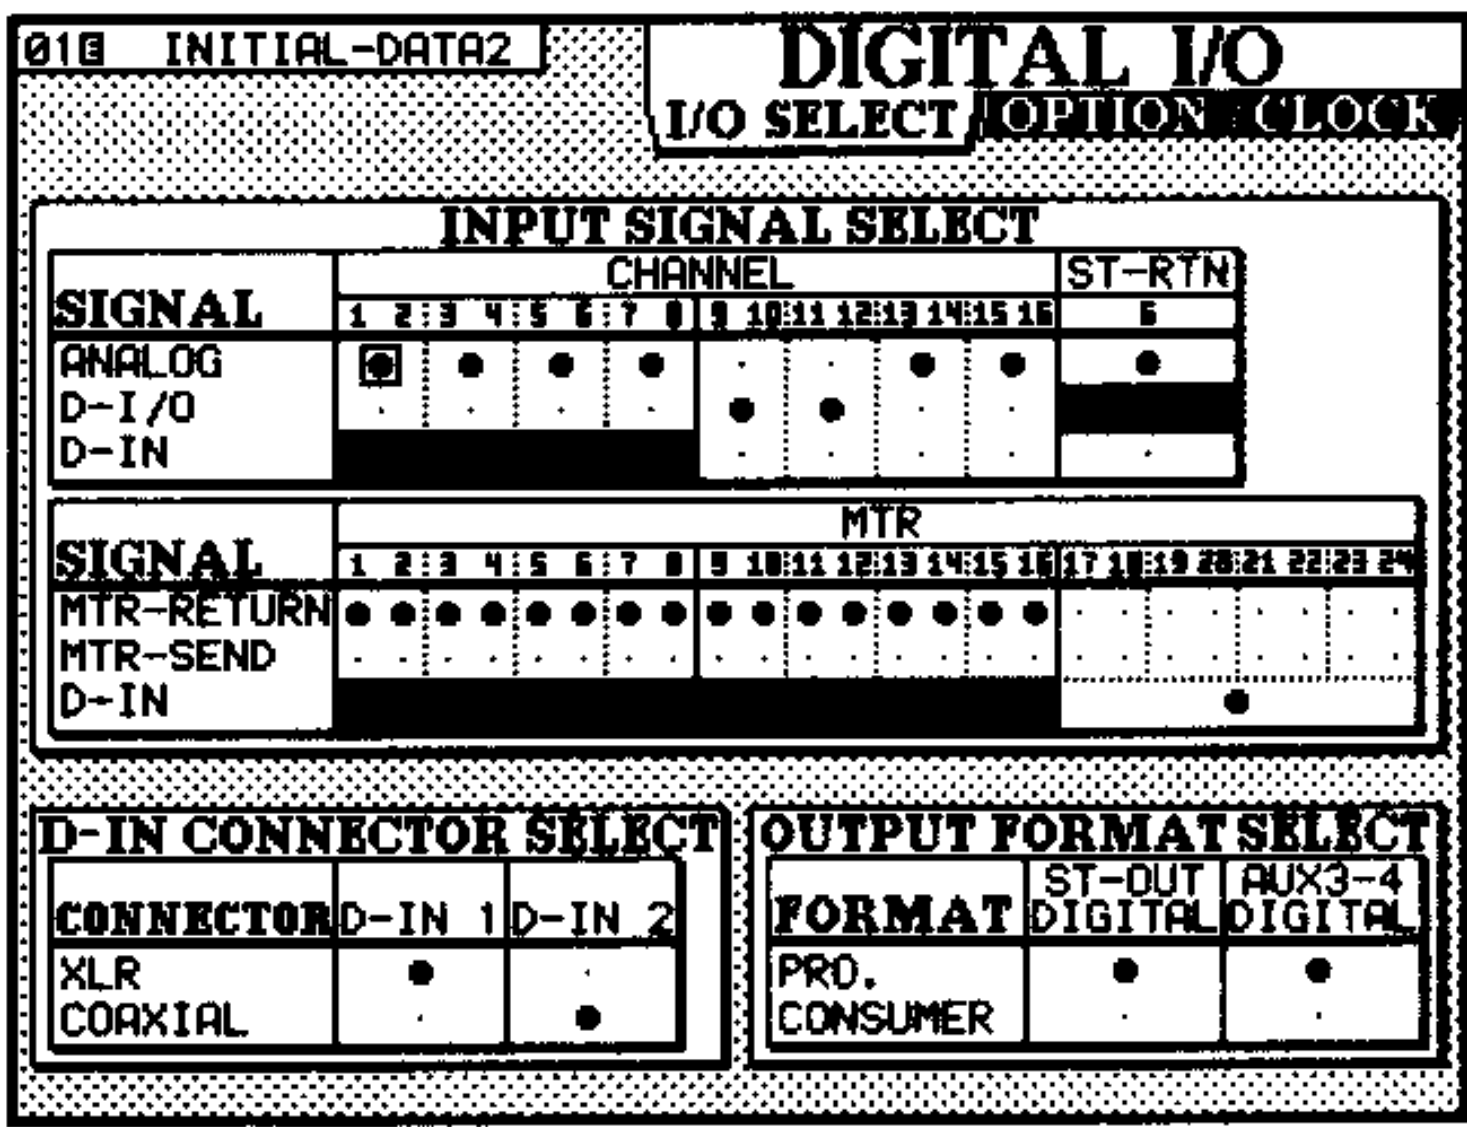 01E INITIAL-DATA2
DIGITAL I/O
I/O SELECT OPTION CLOCK
INPUT SIGNAL SELECT
CHANNEL ST-RTN
SIGNAL 1 2 3 4 5 6 7 8 9 10 11 12 13 14 15 16
ANALOG
D-I/O
D-IN
MTR
SIGNAL 1 2 3 4 5 6 7 8 9 10 11 12 13 14 15 16 17 18 19 20 21 22 23 24
MTR-RETURN
MTR-SEND
D-IN
D-IN CONNECTOR SELECT
CONNECTOR D-IN 1 D-IN 2
XLR
COAXIAL
OUTPUT FORMAT SELECT
FORMAT ST-OUT DIGITAL AUX3-4 DIGITAL
PRO.
CONSUMER